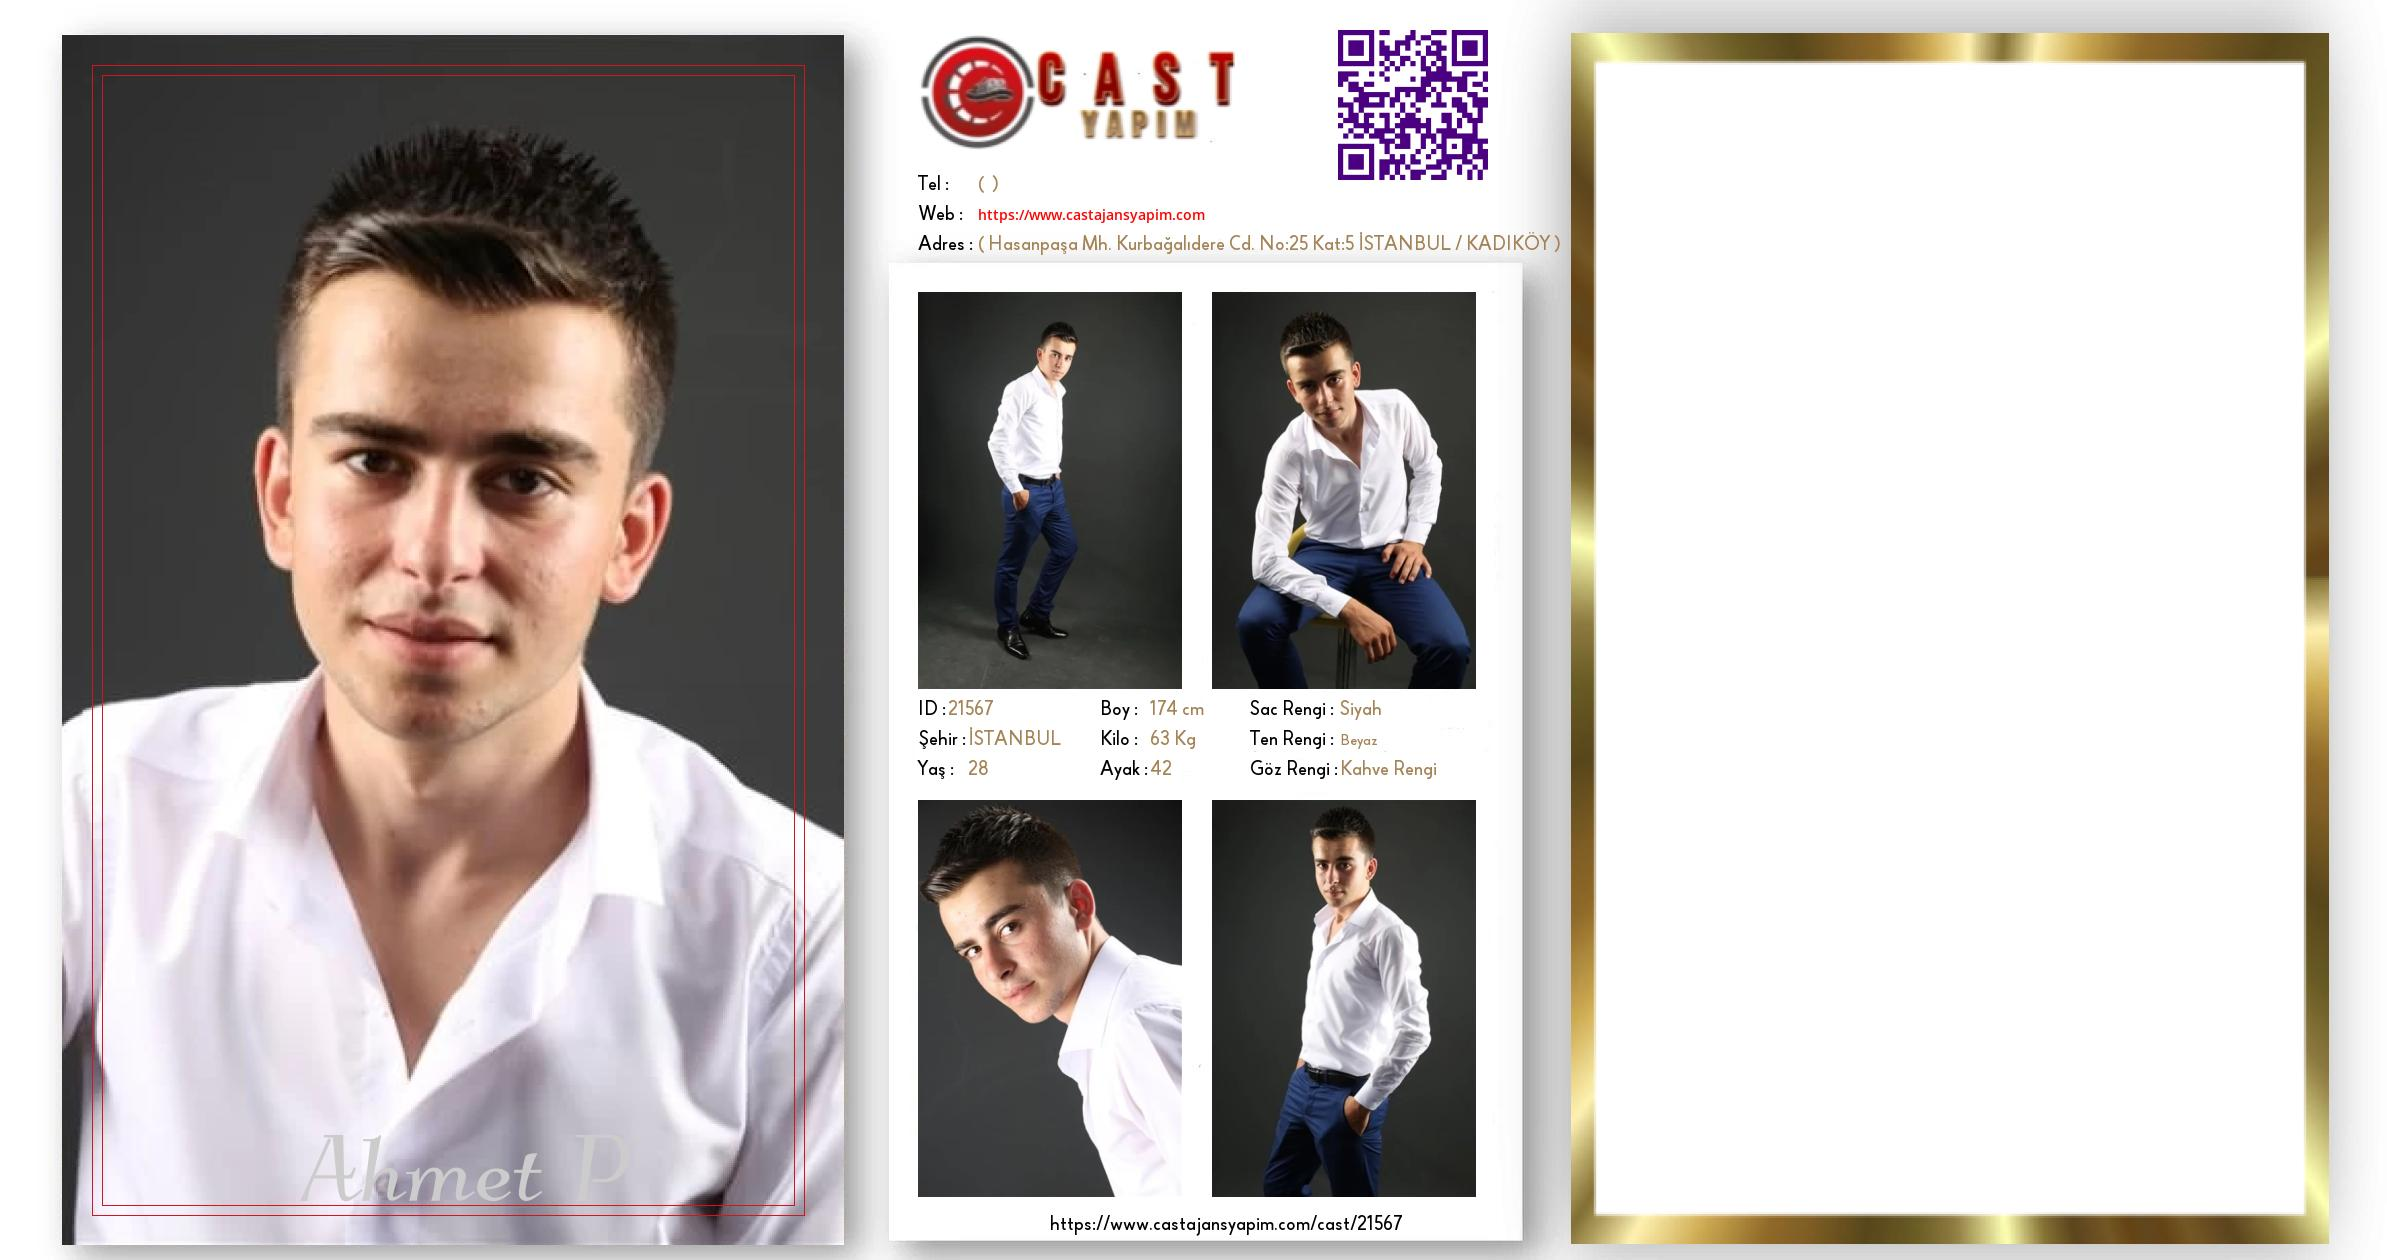 Ahmet P
CAST
YAPIM
Tel : ( )
Web : https://www.castajansyapim.com
Adres : ( Hasanpaşa Mh. Kurbağalıdere Cd. No:25 Kat:5 İSTANBUL / KADIKÖY )
ID : 21567 Boy : 174 cm Sac Rengi : Siyah
Şehir : İSTANBUL Kilo : 63 Kg Ten Rengi : Beyaz
Yaş : 28 Ayak : 42 Göz Rengi : Kahve Rengi
https://www.castajansyapim.com/cast/21567